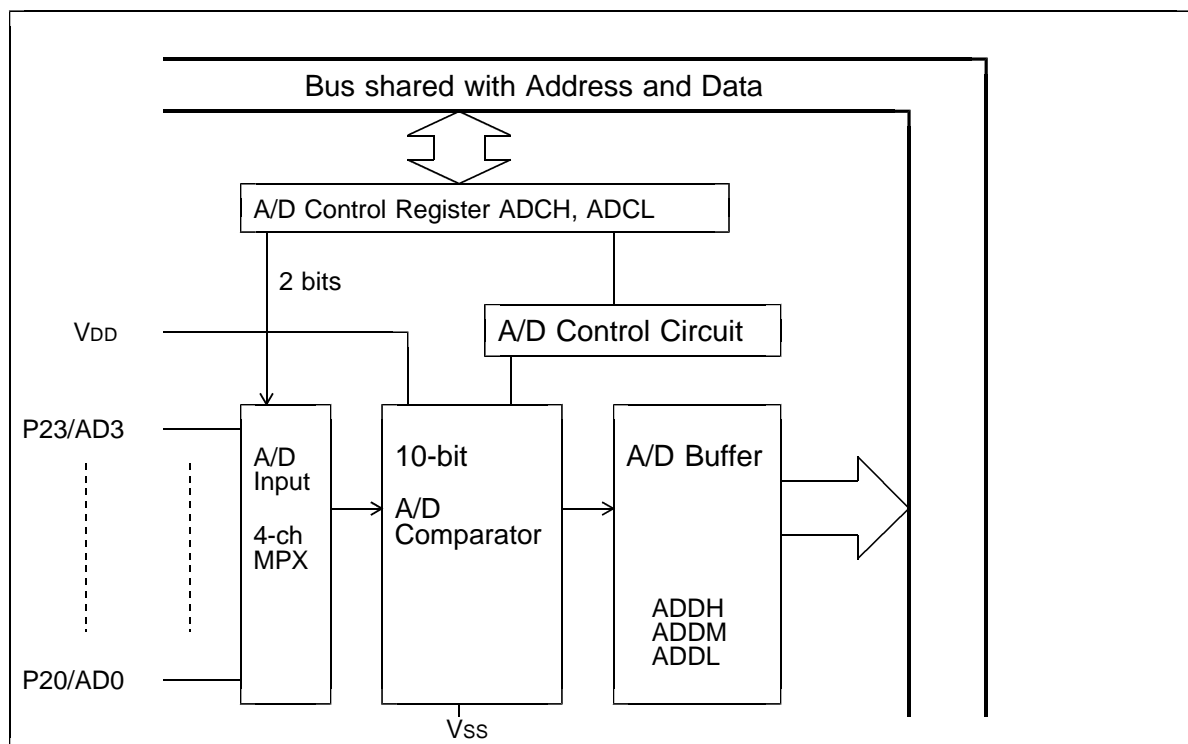 Bus shared with Address and Data
A/D Control Register ADCH, ADCL
2 bits
VDD
A/D Control Circuit
P23/AD3
A/D
Input
4-ch
MPX
10-bit
A/D
Comparator
A/D Buffer
ADDH
ADDM
ADDL
P20/AD0
VSS